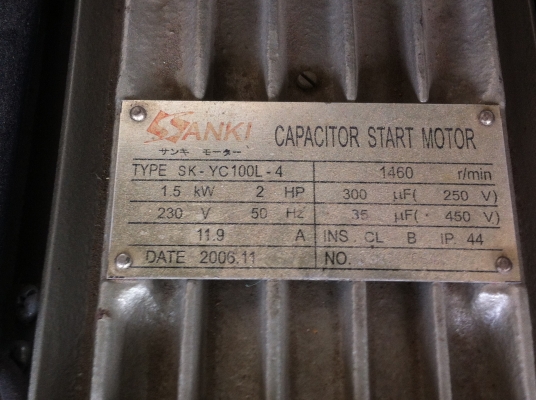 SANKI CAPACITOR START MOTOR
サンキ モーター
TYPE SK-YC100L-4 1460 r/min
1.5 kW 2 HP 300 µF( 250 V)
230 V 50 Hz 35 µF( 450 V)
11.9 A INS. CL B IP 44
DATE 2006.11 NO.